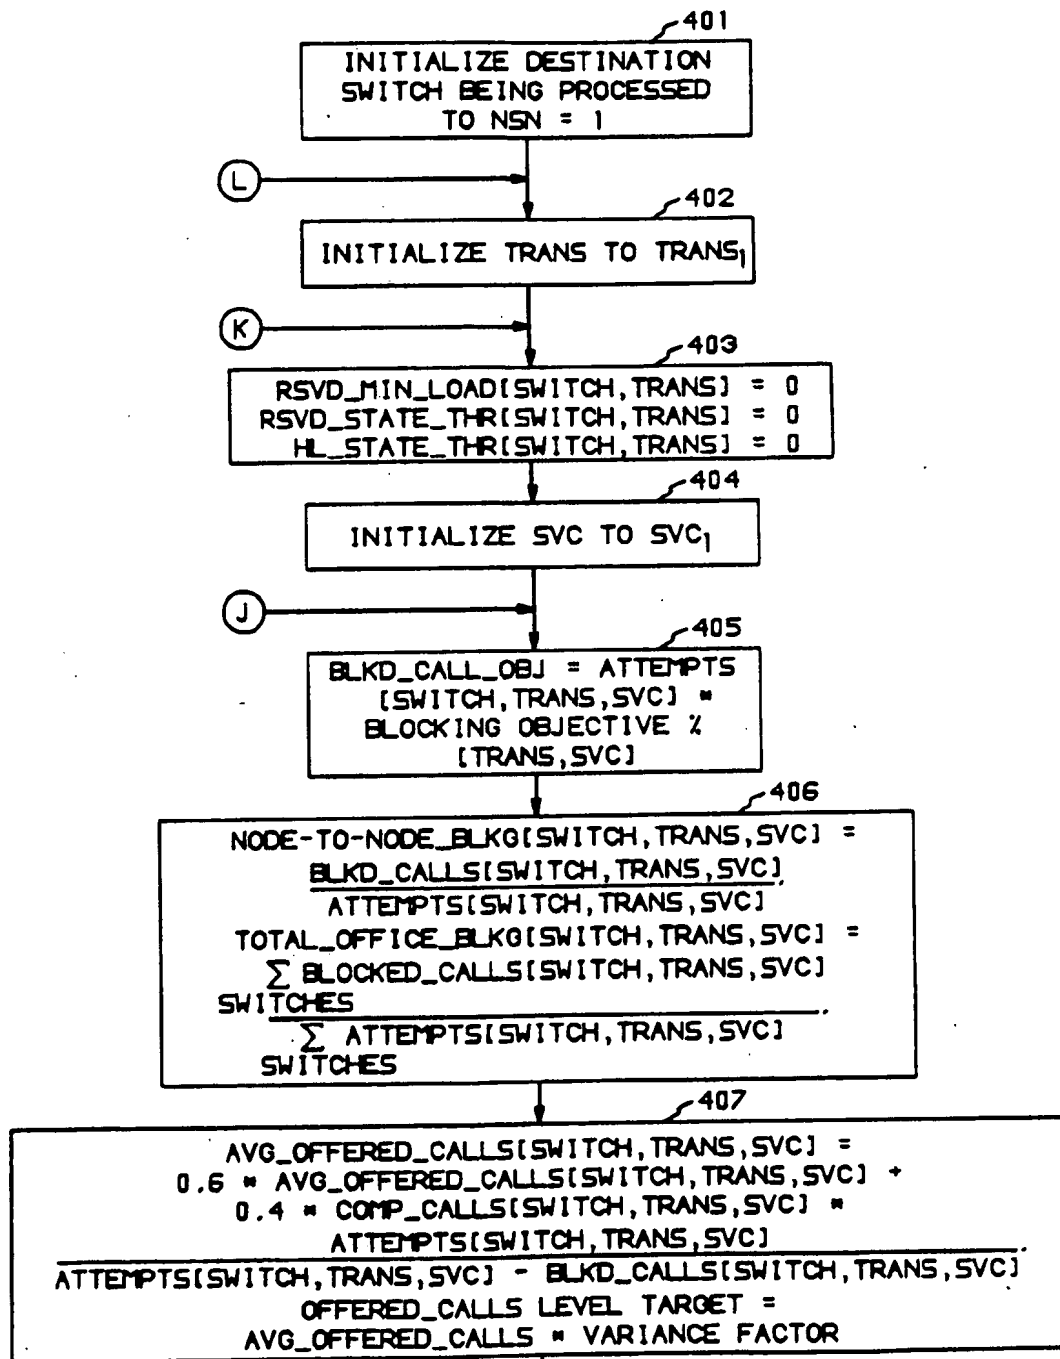 401
INITIALIZE DESTINATION
SWITCH BEING PROCESSED
TO NSN = 1
L
402
INITIALIZE TRANS TO TRANS₁
K
403
RSVD_MIN_LOAD[SWITCH,TRANS] = 0
RSVD_STATE_THR[SWITCH,TRANS] = 0
HL_STATE_THR[SWITCH,TRANS] = 0
404
INITIALIZE SVC TO SVC₁
J
405
BLKD_CALL_OBJ = ATTEMPTS
[SWITCH,TRANS,SVC] *
BLOCKING OBJECTIVE %
[TRANS,SVC]
406
NODE-TO-NODE_BLKG[SWITCH,TRANS,SVC] =
BLKD_CALLS[SWITCH,TRANS,SVC]
ATTEMPTS[SWITCH,TRANS,SVC]
TOTAL_OFFICE_BLKG[SWITCH,TRANS,SVC] =
∑ BLOCKED_CALLS[SWITCH,TRANS,SVC]
SWITCHES
∑ ATTEMPTS[SWITCH,TRANS,SVC]
SWITCHES
407
AVG_OFFERED_CALLS[SWITCH,TRANS,SVC] =
0.6 * AVG_OFFERED_CALLS[SWITCH,TRANS,SVC] +
0.4 * COMP_CALLS[SWITCH,TRANS,SVC] *
ATTEMPTS[SWITCH,TRANS,SVC]
ATTEMPTS[SWITCH,TRANS,SVC] - BLKD_CALLS[SWITCH,TRANS,SVC]
OFFERED_CALLS LEVEL TARGET =
AVG_OFFERED_CALLS * VARIANCE FACTOR